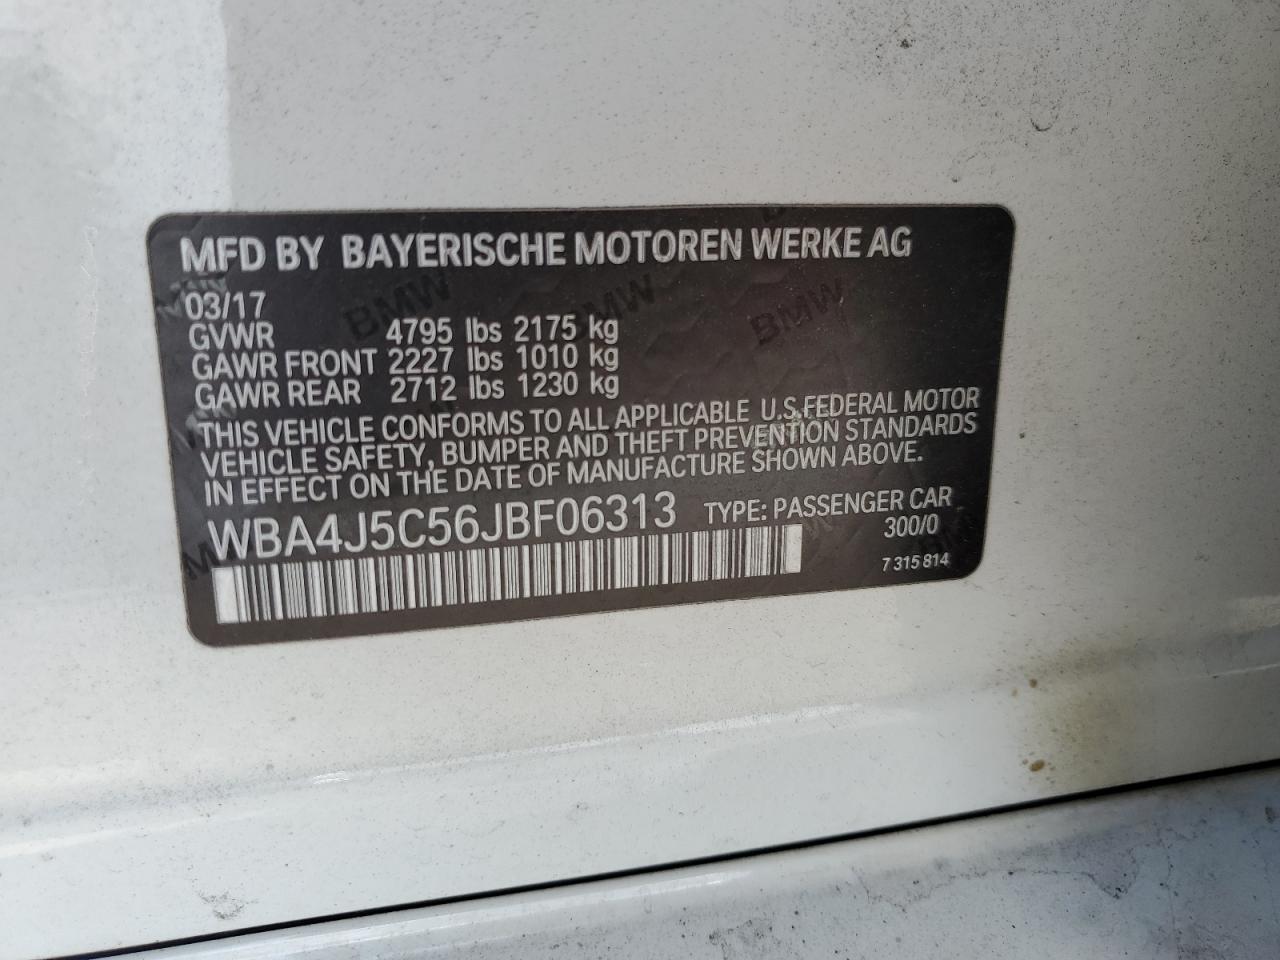 MFD BY BAYERISCHE MOTOREN WERKE AG
03/17
GVWR 4795 lbs 2175 kg
GAWR FRONT 2227 lbs 1010 kg
GAWR REAR 2712 lbs 1230 kg
THIS VEHICLE CONFORMS TO ALL APPLICABLE U.S.FEDERAL MOTOR
VEHICLE SAFETY, BUMPER AND THEFT PREVENTION STANDARDS
IN EFFECT ON THE DATE OF MANUFACTURE SHOWN ABOVE.
WBA4J5C56JBF06313 TYPE: PASSENGER CAR
300/0
7 315 814
BMW BMW BMW